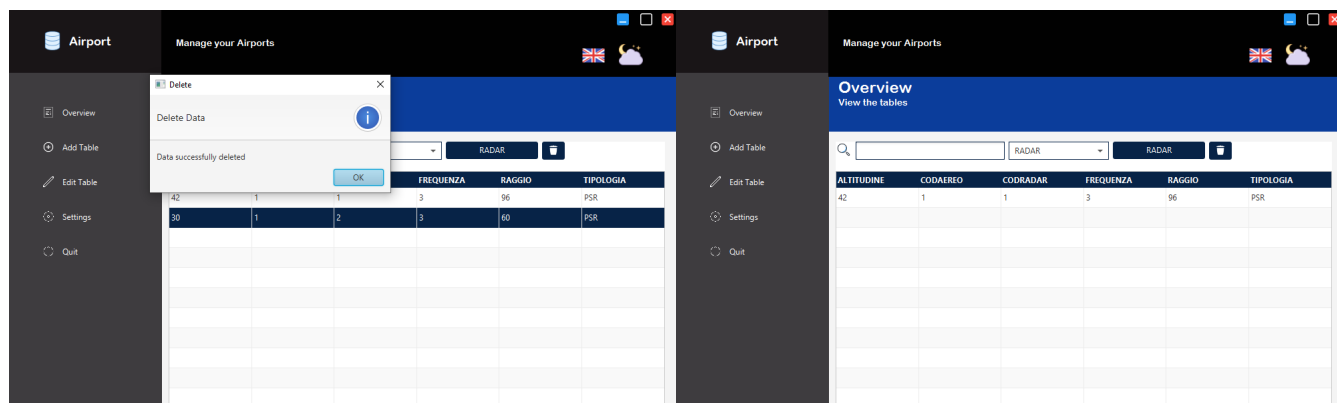 Airport
Manage your Airports
Delete
Delete Data
Data successfully deleted
OK
Overview
Add Table
Edit Table
Settings
Quit
RADAR
FREQUENZA RAGGIO TIPOLOGIA
42 1 1 3 96 PSR
30 1 2 3 60 PSR
Airport
Manage your Airports
Overview
View the tables
Overview
Add Table
Edit Table
Settings
Quit
RADAR RADAR
ALTITUDINE CODAEREO CODRADAR FREQUENZA RAGGIO TIPOLOGIA
42 1 1 3 96 PSR